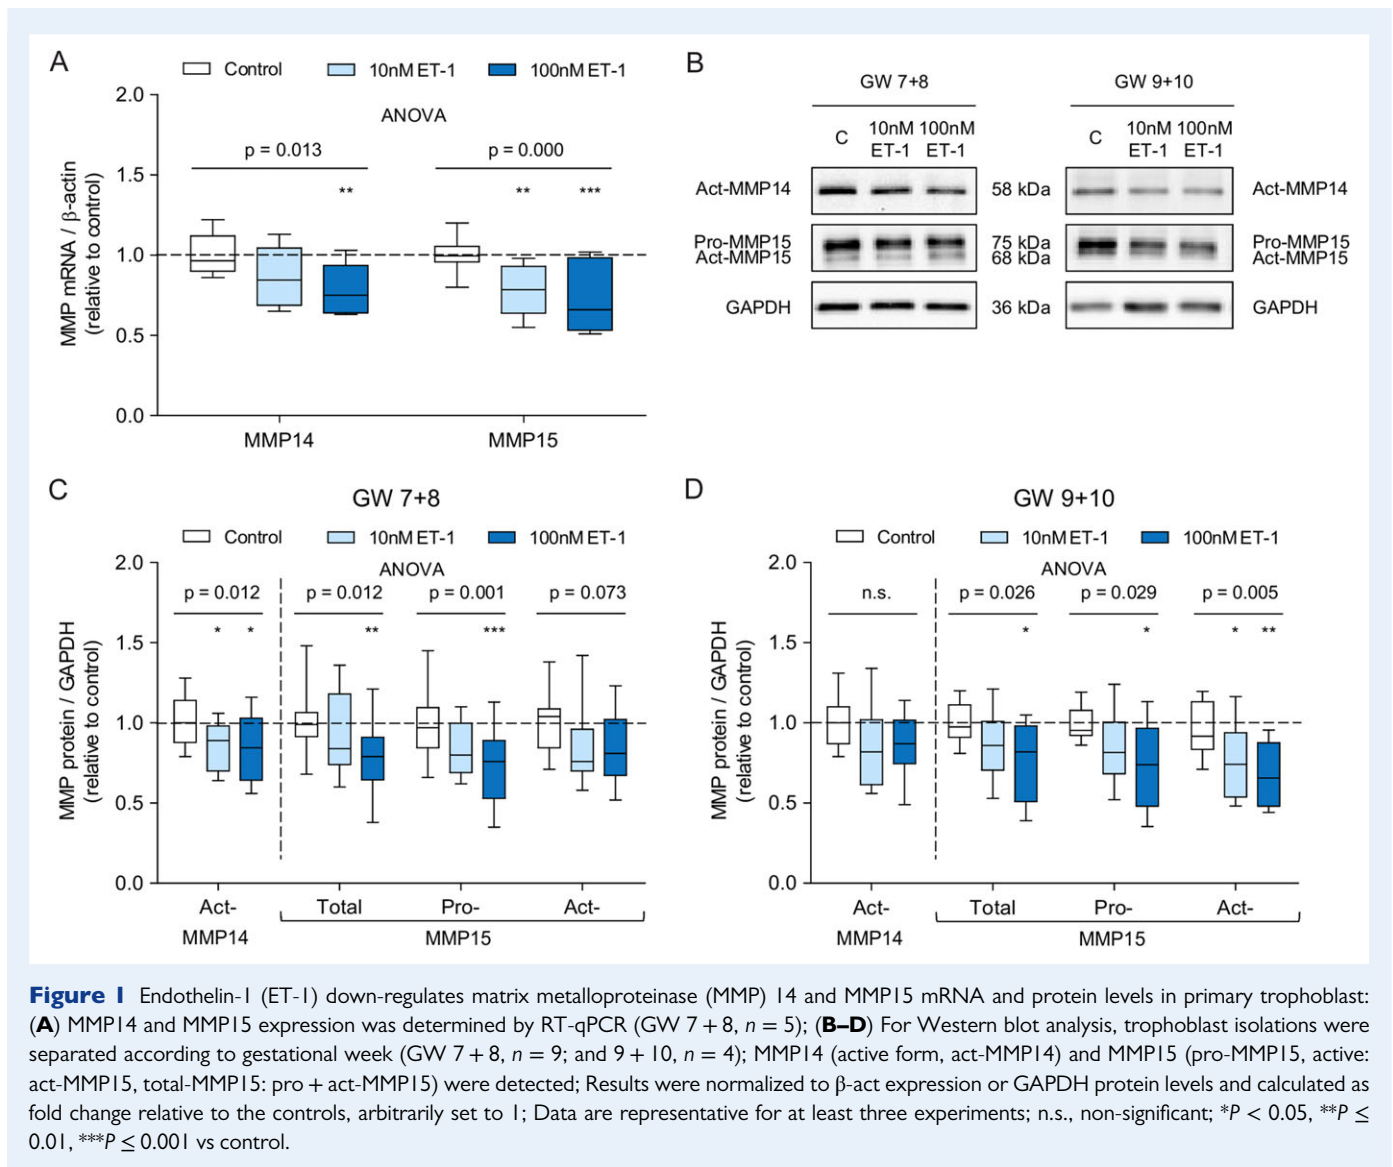 A
Control
10nM ET-1
100nM ET-1
ANOVA
p = 0.013
p = 0.000
**
**
***
MMP mRNA / β-actin
(relative to control)
2.0
1.5
1.0
0.5
0.0
MMP14
MMP15
B
GW 7+8
GW 9+10
C
10nM
ET-1
100nM
ET-1
C
10nM
ET-1
100nM
ET-1
Act-MMP14
58 kDa
Act-MMP14
Pro-MMP15
75 kDa
Pro-MMP15
Act-MMP15
68 kDa
Act-MMP15
GAPDH
36 kDa
GAPDH
C
GW 7+8
Control
10nM ET-1
100nM ET-1
ANOVA
p = 0.012
p = 0.012
p = 0.001
p = 0.073
*
*
**
***
MMP protein / GAPDH
(relative to control)
2.0
1.5
1.0
0.5
0.0
Act-
MMP14
Total
Pro-
Act-
MMP15
D
GW 9+10
Control
10nM ET-1
100nM ET-1
ANOVA
n.s.
p = 0.026
p = 0.029
p = 0.005
*
*
*
**
MMP protein / GAPDH
(relative to control)
2.0
1.5
1.0
0.5
0.0
Act-
MMP14
Total
Pro-
Act-
MMP15
Figure 1 Endothelin-1 (ET-1) down-regulates matrix metalloproteinase (MMP) 14 and MMP15 mRNA and protein levels in primary trophoblast:
(A) MMP14 and MMP15 expression was determined by RT-qPCR (GW 7 + 8, n = 5); (B–D) For Western blot analysis, trophoblast isolations were
separated according to gestational week (GW 7 + 8, n = 9; and 9 + 10, n = 4); MMP14 (active form, act-MMP14) and MMP15 (pro-MMP15, active:
act-MMP15, total-MMP15: pro + act-MMP15) were detected; Results were normalized to β-act expression or GAPDH protein levels and calculated as
fold change relative to the controls, arbitrarily set to 1; Data are representative for at least three experiments; n.s., non-significant; *P < 0.05, **P ≤
0.01, ***P ≤ 0.001 vs control.